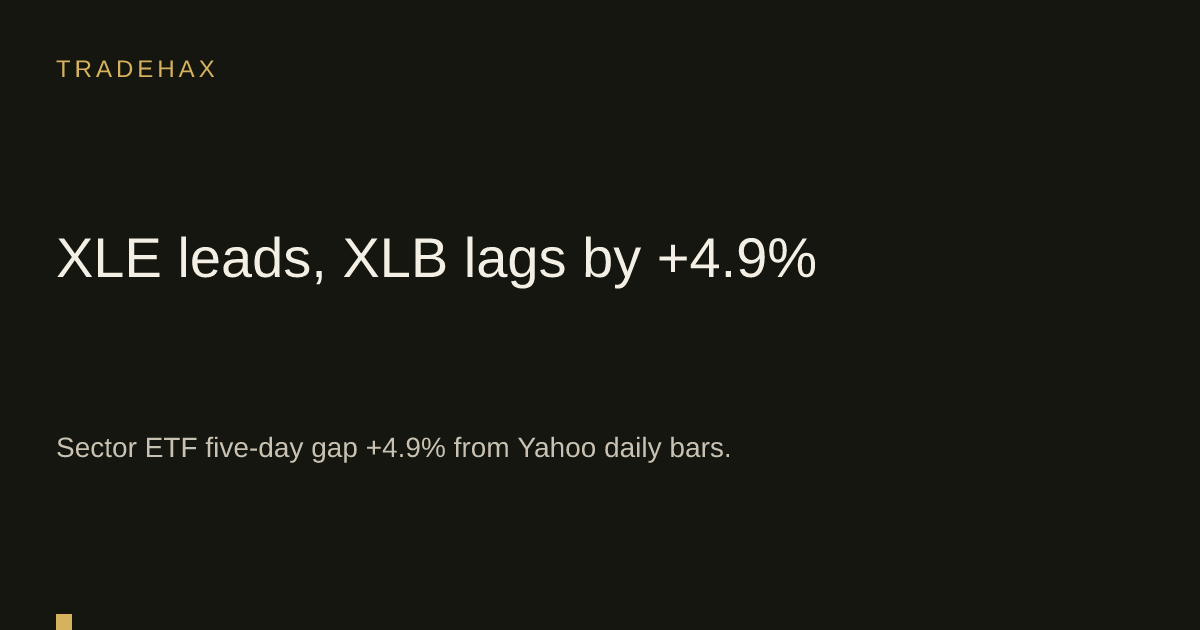 TRADEHAX
XLE leads, XLB lags by +4.9%
Sector ETF five-day gap +4.9% from Yahoo daily bars.